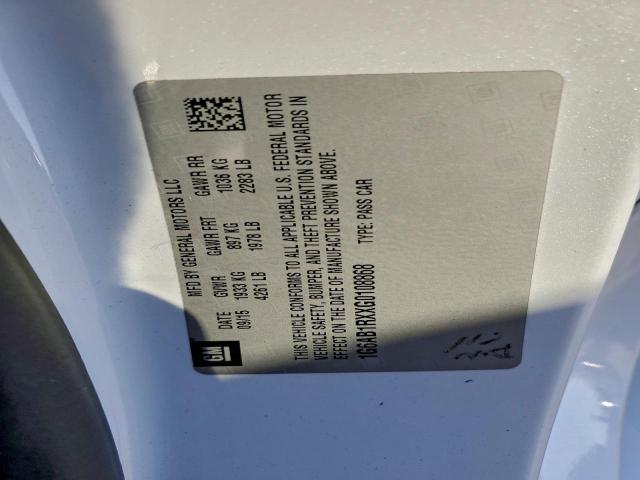 GM
MFD BY GENERAL MOTORS LLC
DATE GVWR GAWR FRT GAWR RR
09/15 1933 KG 897 KG 1036 KG
4261 LB 1978 LB 2283 LB
THIS VEHICLE CONFORMS TO ALL APPLICABLE U.S. FEDERAL MOTOR
VEHICLE SAFETY, BUMPER, AND THEFT PREVENTION STANDARDS IN
EFFECT ON THE DATE OF MANUFACTURE SHOWN ABOVE.
1G6AB1RXXG0108868 TYPE: PASS CAR